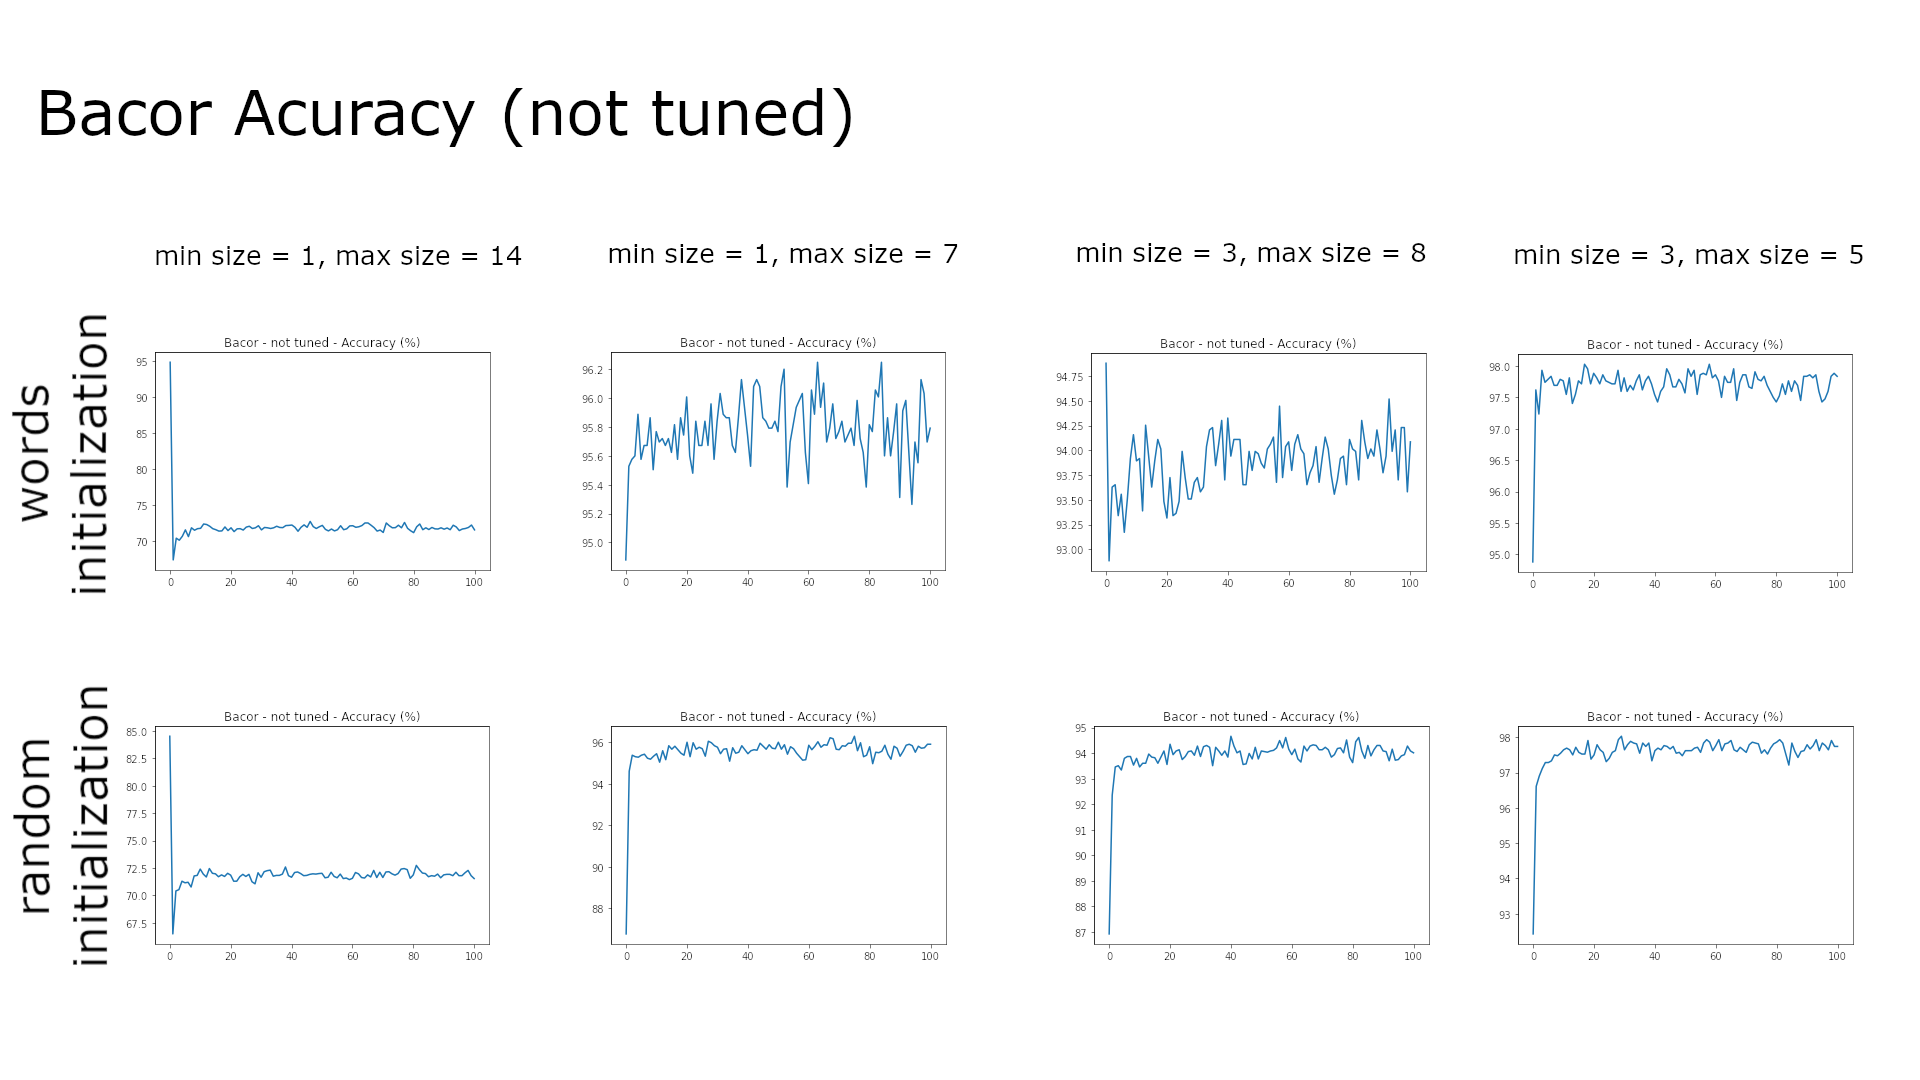 Bacor Acuracy (not tuned)
min size = 1, max size = 14
min size = 1, max size = 7
min size = 3, max size = 8
min size = 3, max size = 5
words
initialization
Bacor - not tuned - Accuracy (%)
95
90
85
80
75
70
0 20 40 60 80 100
Bacor - not tuned - Accuracy (%)
96.2
96.0
95.8
95.6
95.4
95.2
95.0
0 20 40 60 80 100
Bacor - not tuned - Accuracy (%)
94.75
94.50
94.25
94.00
93.75
93.50
93.25
93.00
0 20 40 60 80 100
Bacor - not tuned - Accuracy (%)
98.0
97.5
97.0
96.5
96.0
95.5
95.0
0 20 40 60 80 100
random
initialization
Bacor - not tuned - Accuracy (%)
85.0
82.5
80.0
77.5
75.0
72.5
70.0
67.5
0 20 40 60 80 100
Bacor - not tuned - Accuracy (%)
96
94
92
90
88
0 20 40 60 80 100
Bacor - not tuned - Accuracy (%)
95
94
93
92
91
90
89
88
87
0 20 40 60 80 100
Bacor - not tuned - Accuracy (%)
98
97
96
95
94
93
0 20 40 60 80 100